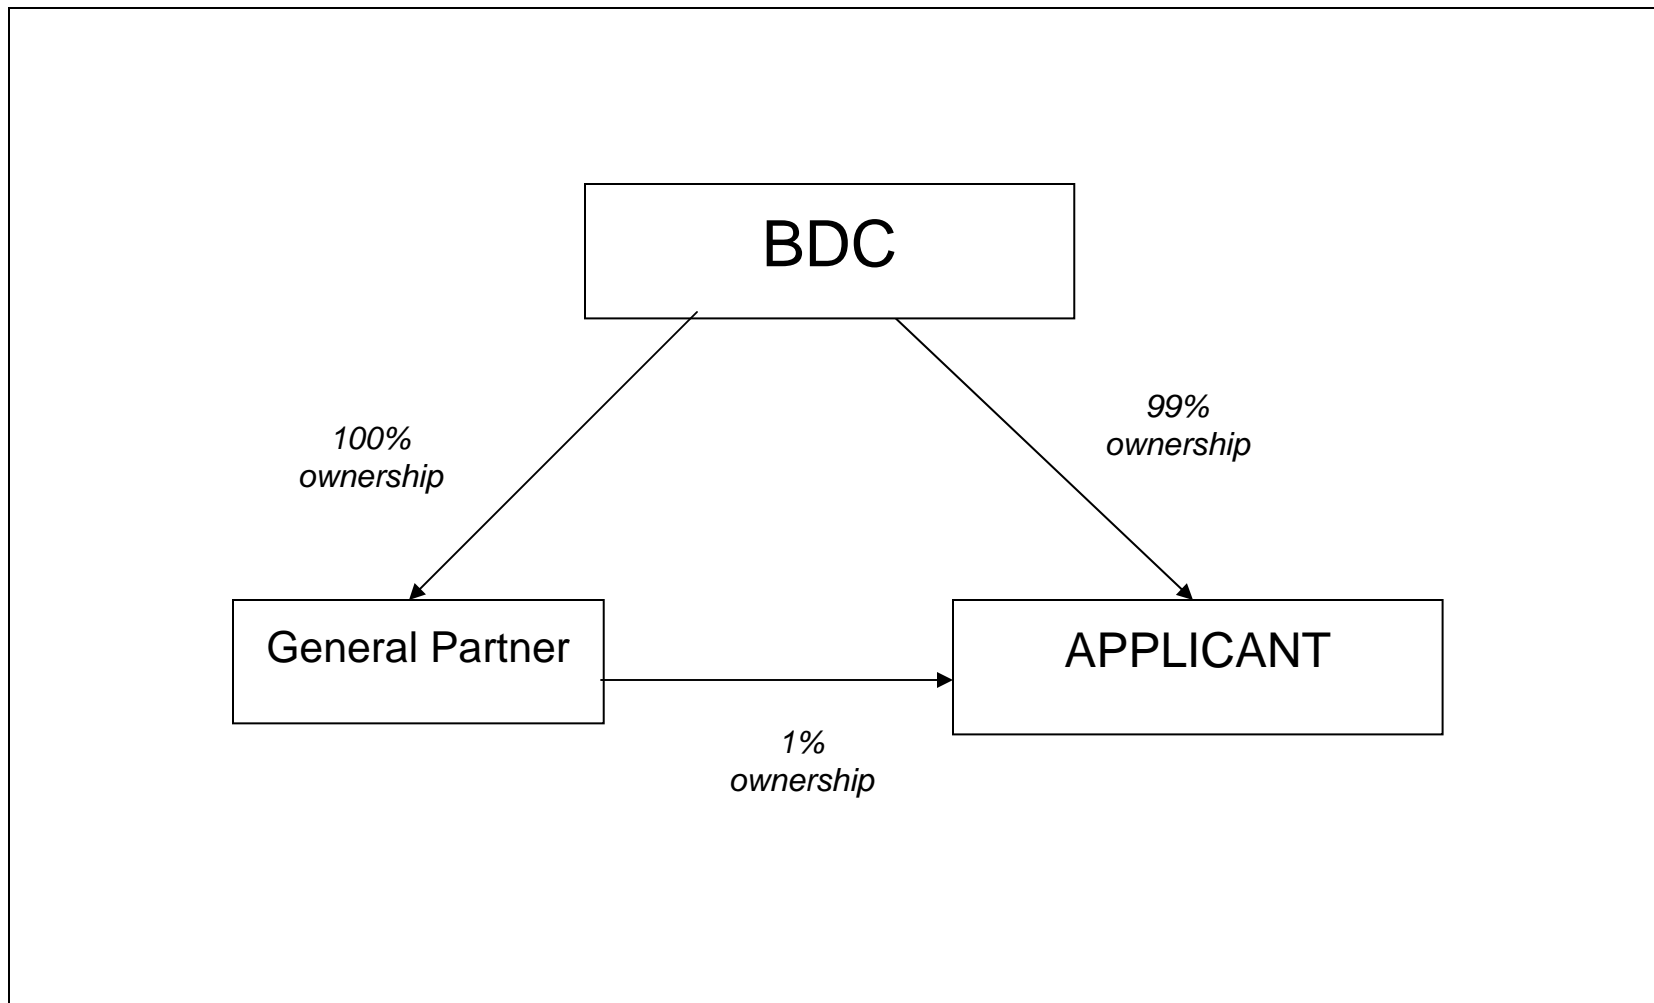 BDC
100%
ownership
99%
ownership
General Partner
APPLICANT
1%
ownership